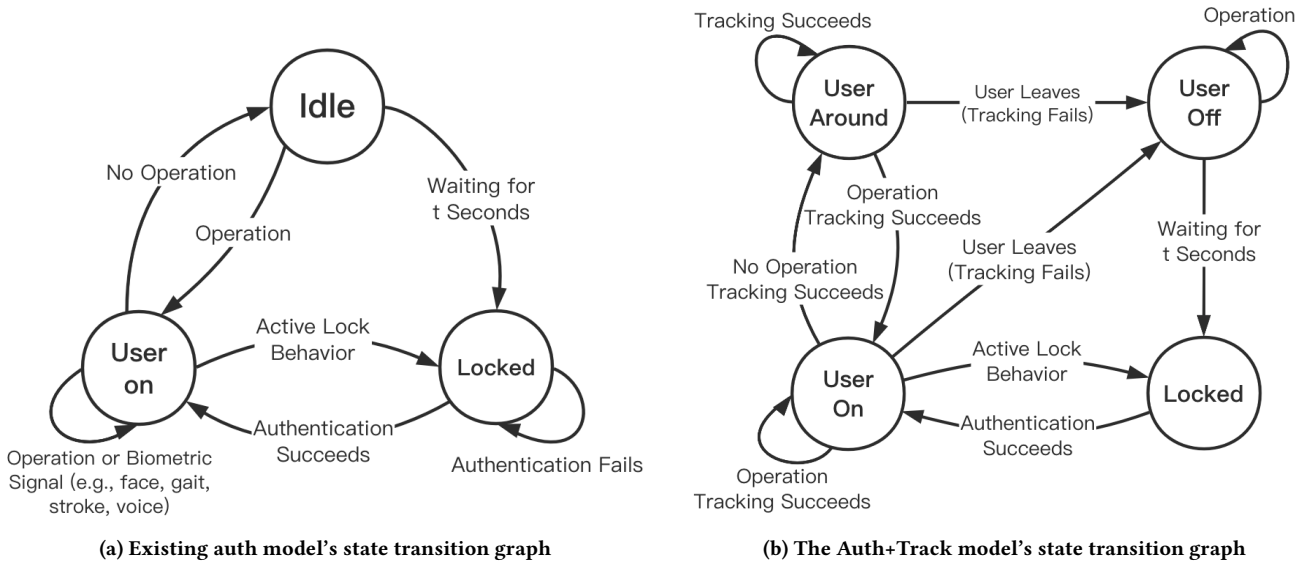 Idle
No Operation
Operation
Waiting for
t Seconds
User
on
Active Lock
Behavior
Locked
Authentication
Succeeds
Operation or Biometric
Signal (e.g., face, gait,
stroke, voice)
Authentication Fails
(a) Existing auth model's state transition graph
Tracking Succeeds
User
Around
User Leaves
(Tracking Fails)
Operation
User
Off
Operation
Tracking Succeeds
No Operation
Tracking Succeeds
User Leaves
(Tracking Fails)
Waiting for
t Seconds
User
On
Active Lock
Behavior
Locked
Authentication
Succeeds
Operation
Tracking Succeeds
(b) The Auth+Track model's state transition graph